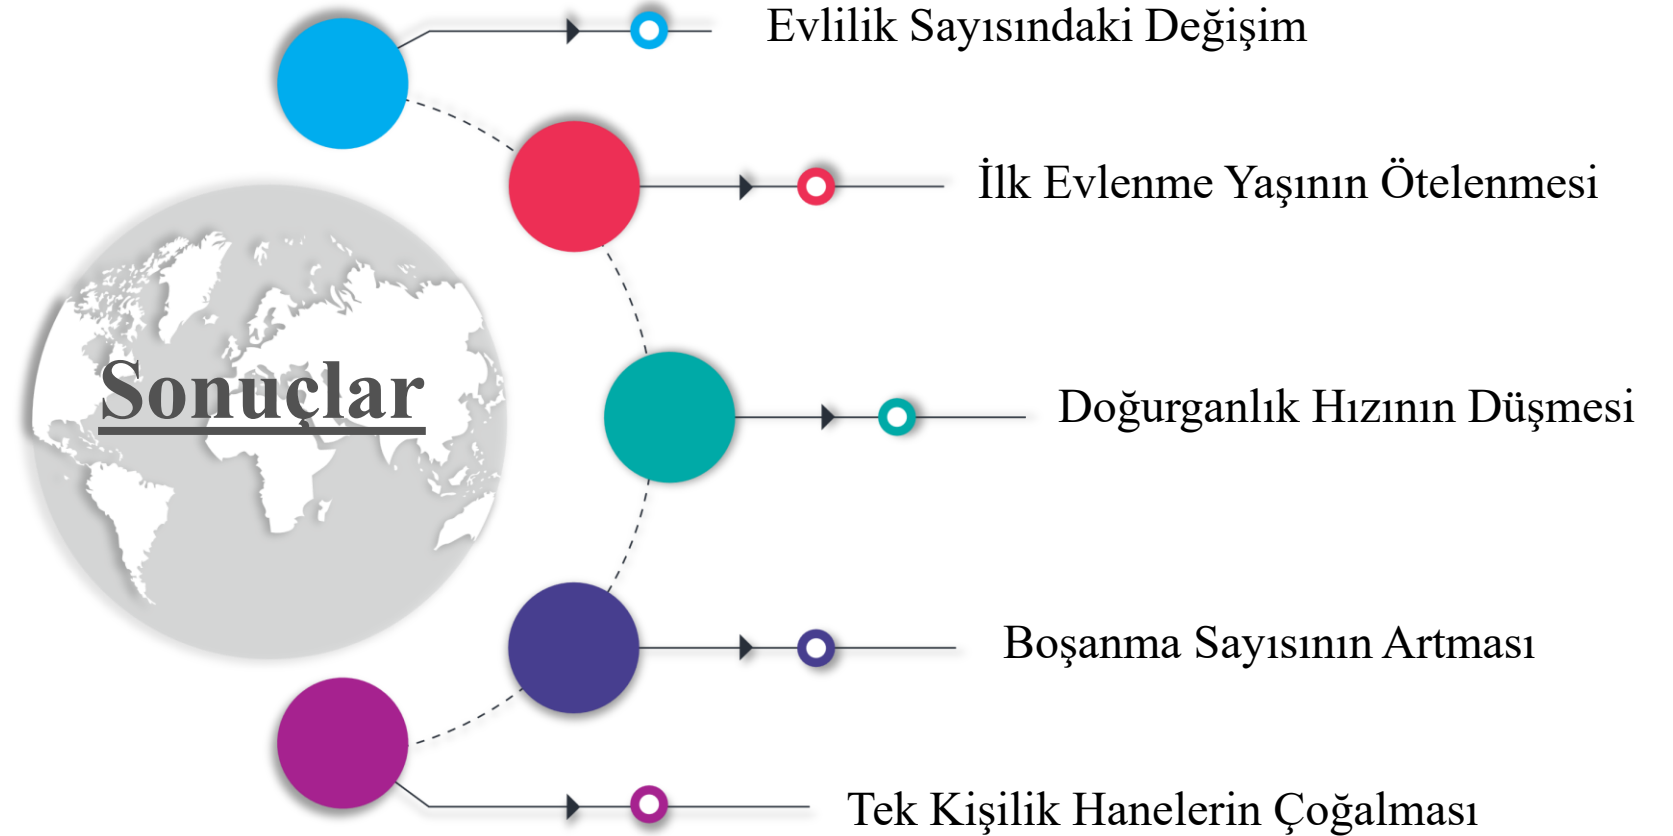 Evlilik Sayısındaki Değişim
İlk Evlenme Yaşının Ötelenmesi
Sonuçlar
Doğurganlık Hızının Düşmesi
Boşanma Sayısının Artması
Tek Kişilik Hanelerin Çoğalması